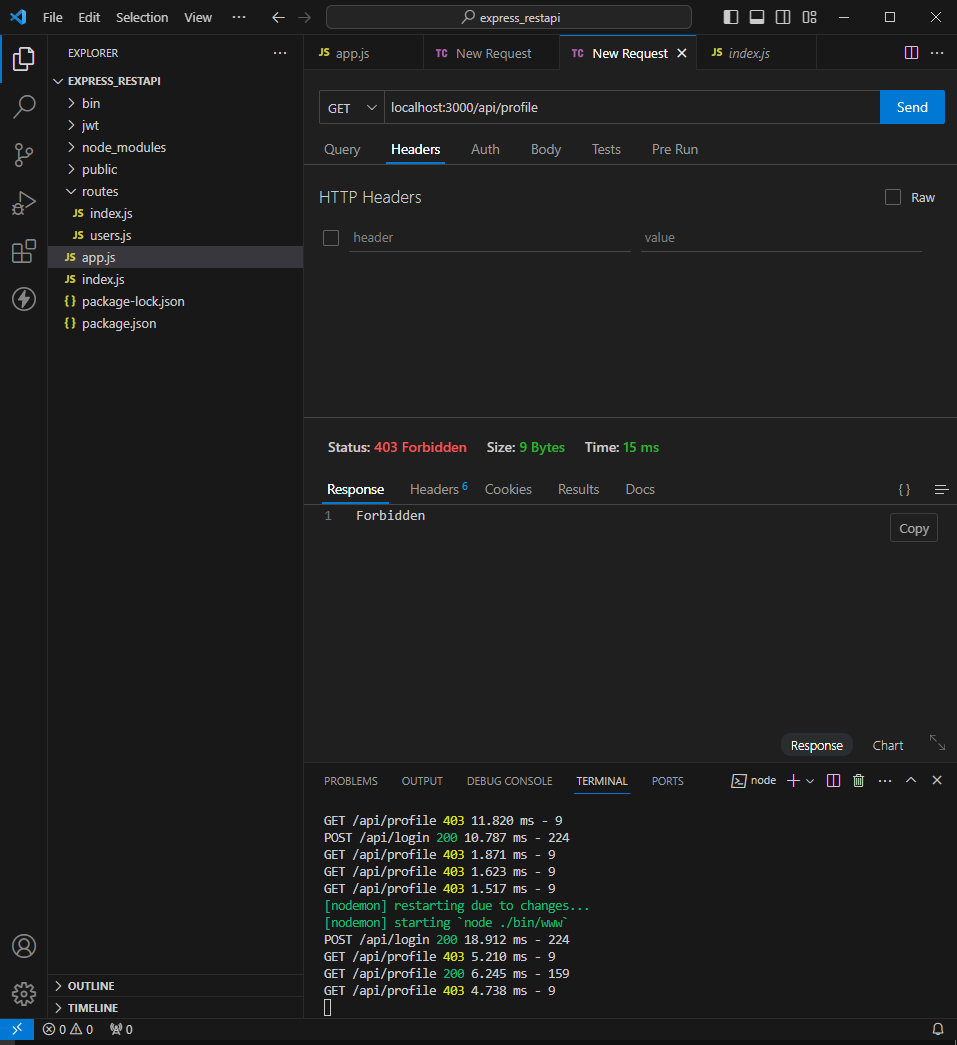 File Edit Selection View ··· express_restapi
EXPLORER ···
EXPRESS_RESTAPI
bin
jwt
node_modules
public
routes
JS index.js
JS users.js
JS app.js
JS index.js
{} package-lock.json
{} package.json
OUTLINE
TIMELINE
JS app.js TC New Request TC New Request JS index.js ···
GET localhost:3000/api/profile Send
Query Headers Auth Body Tests Pre Run
HTTP Headers Raw
header value
Status: 403 Forbidden Size: 9 Bytes Time: 15 ms
Response Headers 6 Cookies Results Docs { }
1 Forbidden
Copy
Response Chart
PROBLEMS OUTPUT DEBUG CONSOLE TERMINAL PORTS node ···
GET /api/profile 403 11.820 ms - 9
POST /api/login 200 10.787 ms - 224
GET /api/profile 403 1.871 ms - 9
GET /api/profile 403 1.623 ms - 9
GET /api/profile 403 1.517 ms - 9
[nodemon] restarting due to changes...
[nodemon] starting `node ./bin/www`
POST /api/login 200 18.912 ms - 224
GET /api/profile 403 5.210 ms - 9
GET /api/profile 200 6.245 ms - 159
GET /api/profile 403 4.738 ms - 9
0 0 0